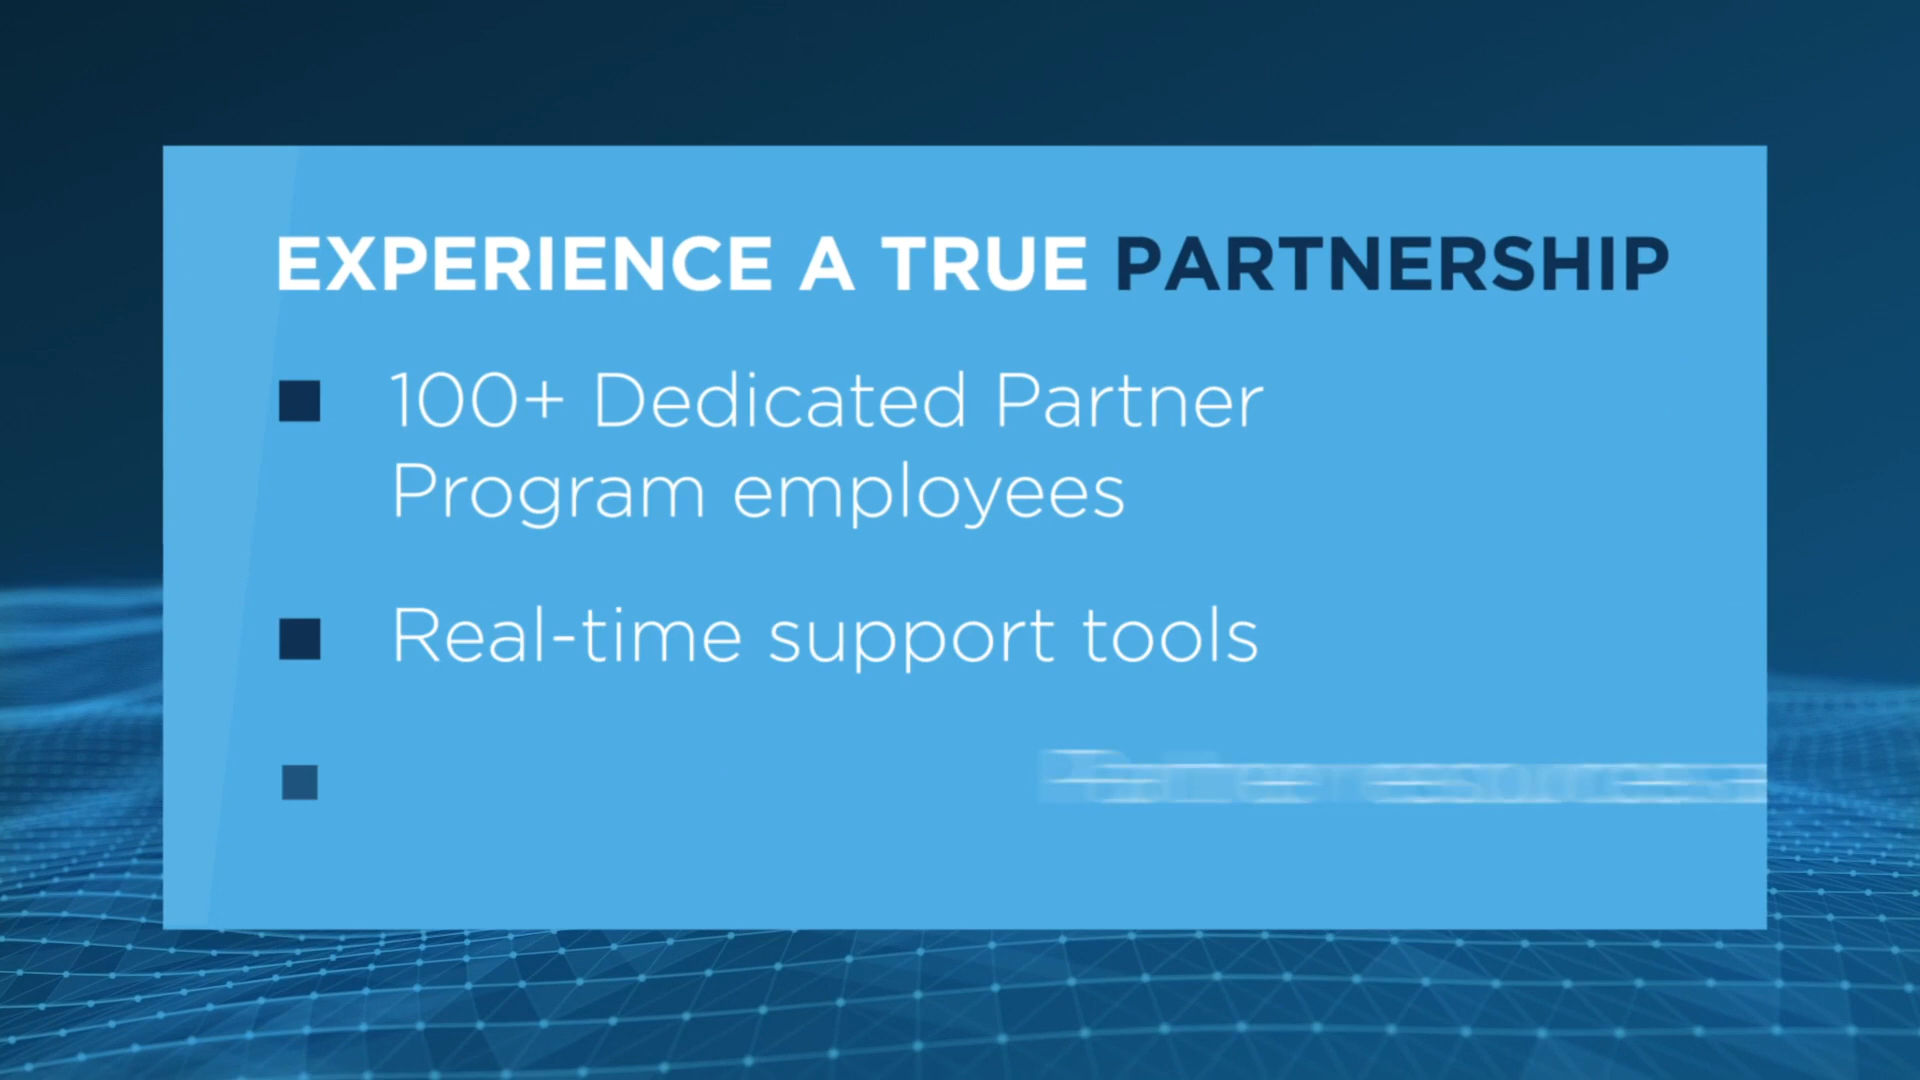 EXPERIENCE A TRUE PARTNERSHIP
100+ Dedicated Partner
Program employees
Real-time support tools